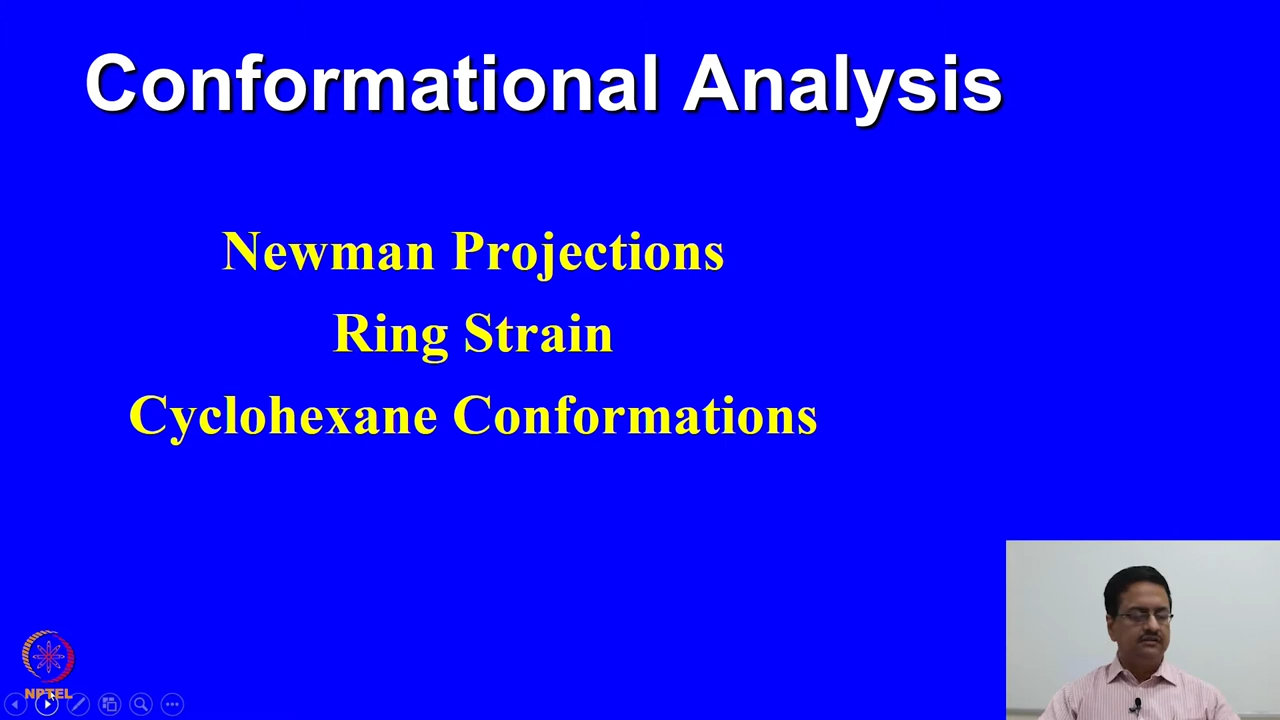 Conformational Analysis
Newman Projections
Ring Strain
Cyclohexane Conformations
NPTEL